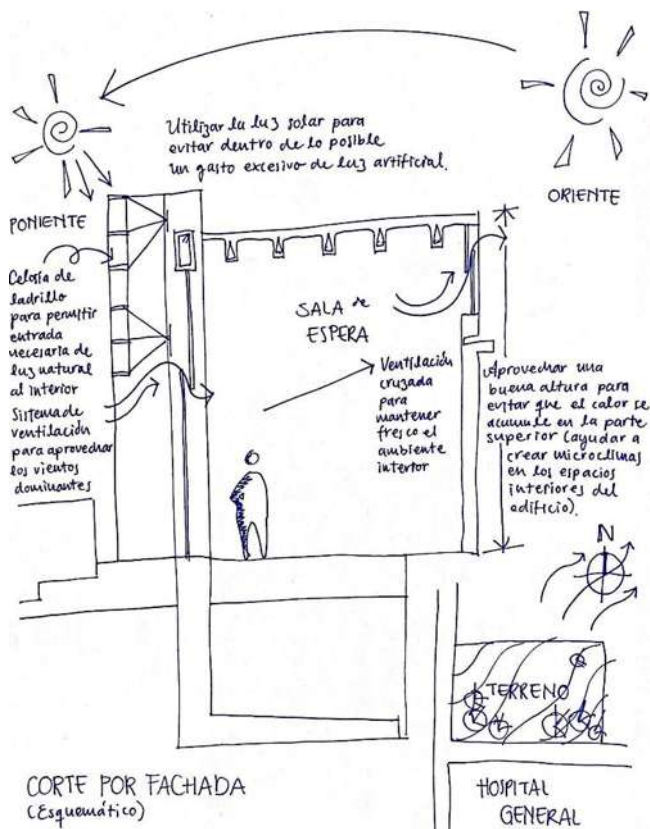 Utilizar la luz solar para
evitar dentro de lo posible
un gasto excesivo de luz artificial.
PONIENTE
ORIENTE
Celosía de
ladrillo
para permitir
entrada
necesaria de
luz natural
al interior
Sistema de
ventilación
para aprovechar
los vientos
dominantes
SALA de
ESPERA
Ventilación
cruzada
para
mantener
fresco el
ambiente
interior
Aprovechar una
buena altura para
evitar que el calor se
acumule en la parte
superior (ayudar a
crear microclimas
en los espacios
interiores del
edificio).
N
TERRENO
CORTE POR FACHADA
(Esquemático)
HOSPITAL
GENERAL